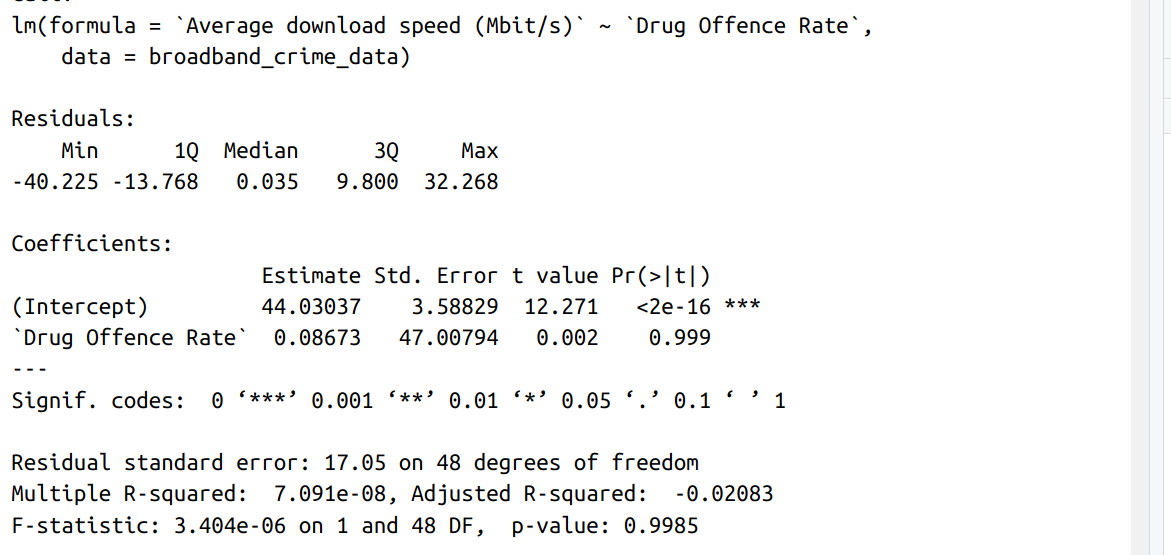 lm(formula = `Average download speed (Mbit/s)` ~ `Drug Offence Rate`,
    data = broadband_crime_data)
Residuals:
    Min      1Q  Median      3Q     Max
-40.225 -13.768   0.035   9.800  32.268
Coefficients:
                    Estimate Std. Error t value Pr(>|t|)
(Intercept)         44.03037    3.58829  12.271   <2e-16 ***
`Drug Offence Rate`  0.08673   47.00794   0.002    0.999
---
Signif. codes:  0 ‘***’ 0.001 ‘**’ 0.01 ‘*’ 0.05 ‘.’ 0.1 ‘ ’ 1
Residual standard error: 17.05 on 48 degrees of freedom
Multiple R-squared:  7.091e-08, Adjusted R-squared:  -0.02083
F-statistic: 3.404e-06 on 1 and 48 DF,  p-value: 0.9985